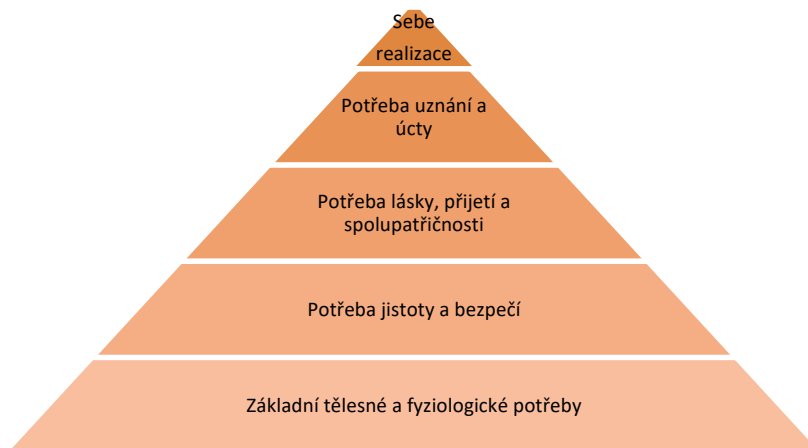 Sebe
realizace
Potřeba uznání a
úcty
Potřeba lásky, přijetí a
spolupatřičnosti
Potřeba jistoty a bezpečí
Základní tělesné a fyziologické potřeby